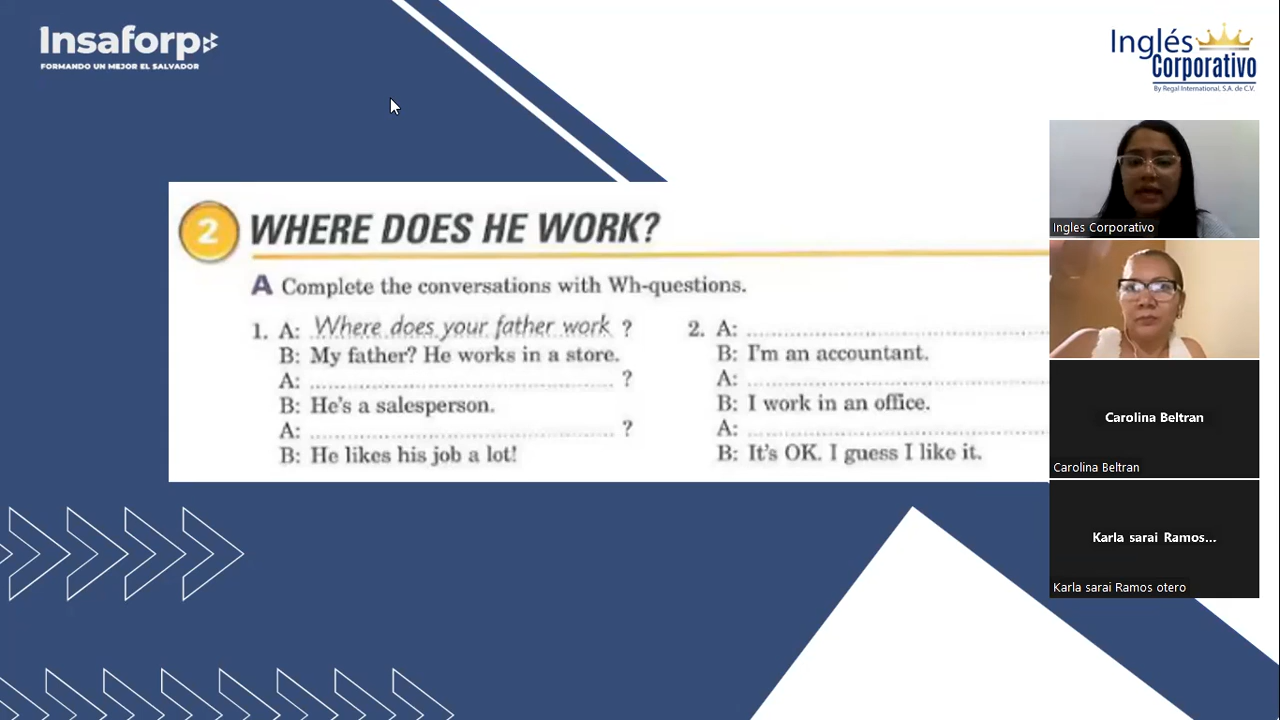 Insaforp
FORMANDO UN MEJOR EL SALVADOR
Inglés
Corporativo
By Regal International, S.A. de C.V.
2 WHERE DOES HE WORK?
A Complete the conversations with Wh-questions.
1. A: Where does your father work ?
B: My father? He works in a store.
A: ?
B: He's a salesperson.
A: ?
B: He likes his job a lot!
2. A:
B: I'm an accountant.
A:
B: I work in an office.
A:
B: It's OK. I guess I like it.
Ingles Corporativo
Carolina Beltran
Carolina Beltran
Karla sarai Ramos...
Karla sarai Ramos otero